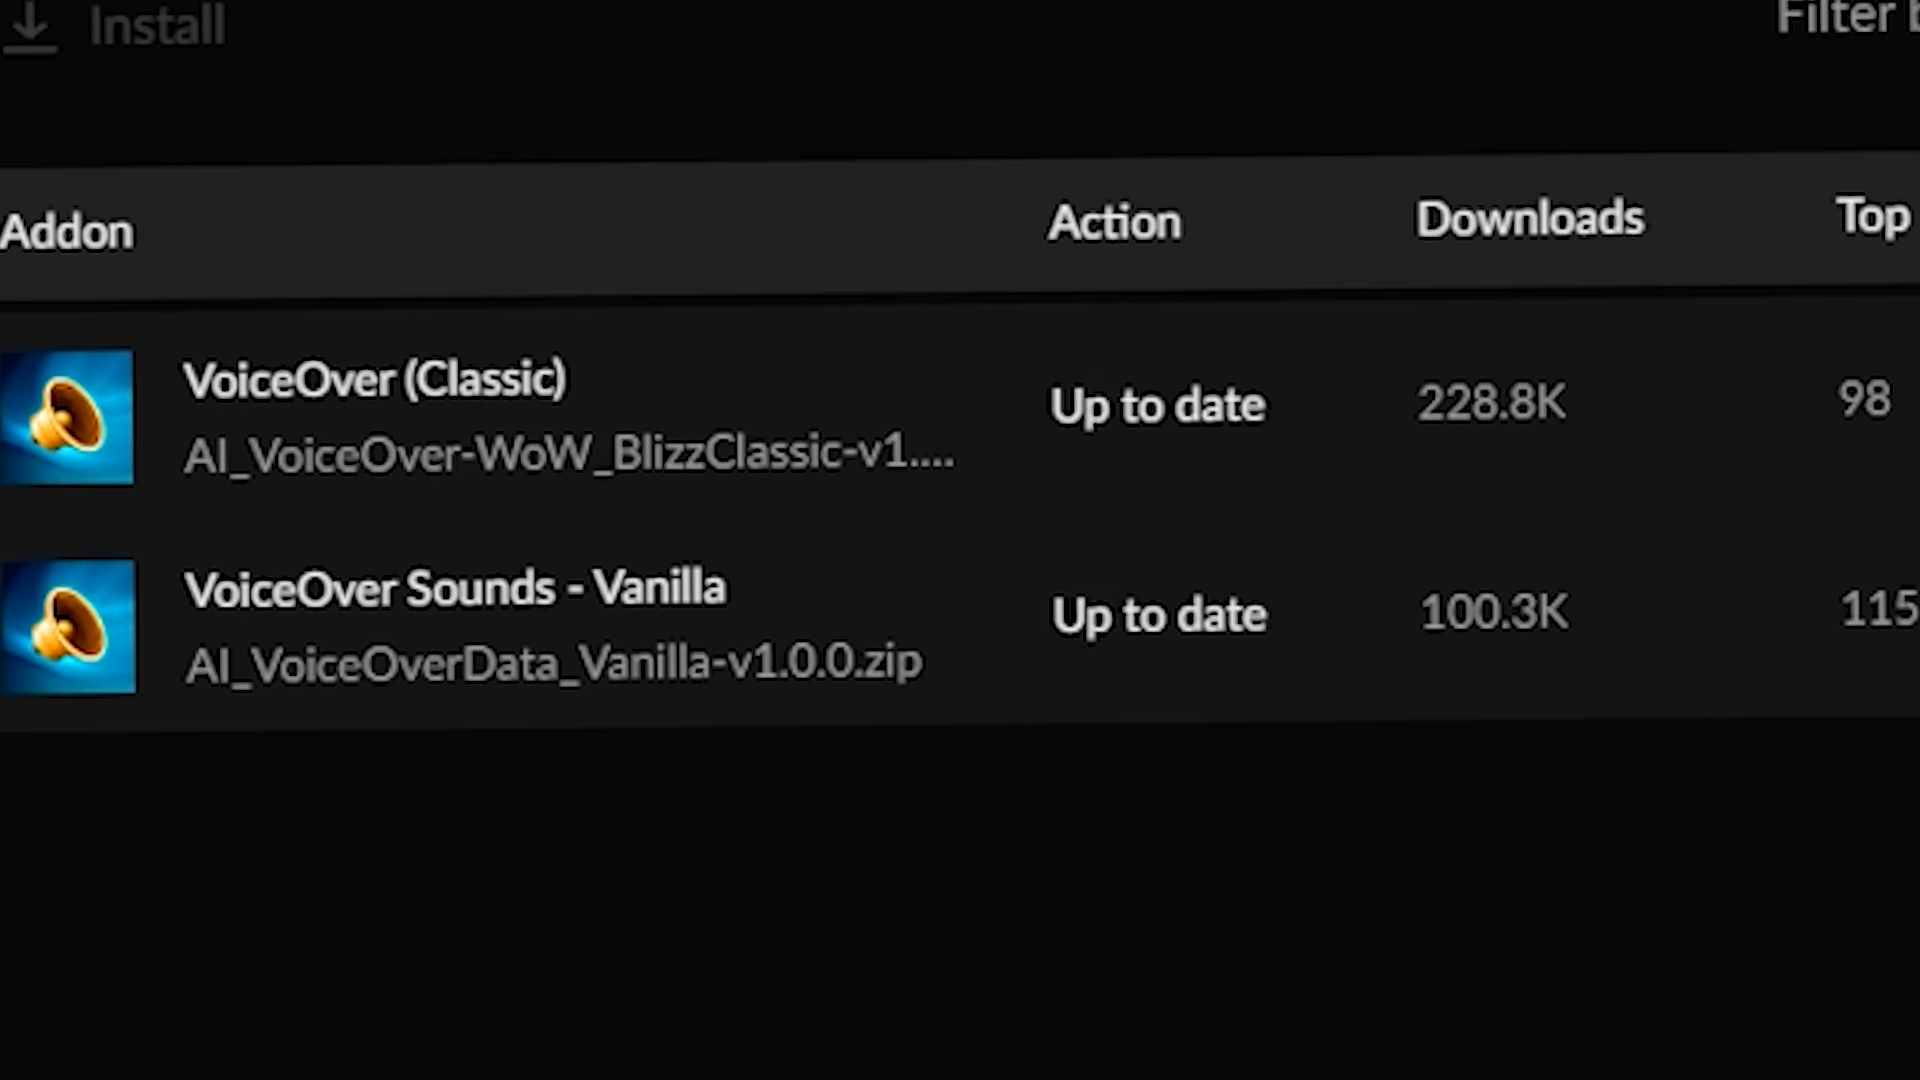 Install
Filter
Addon Action Downloads Top
VoiceOver (Classic) Up to date 228.8K 98
AI_VoiceOver-WoW_BlizzClassic-v1....
VoiceOver Sounds - Vanilla Up to date 100.3K 115
AI_VoiceOverData_Vanilla-v1.0.0.zip